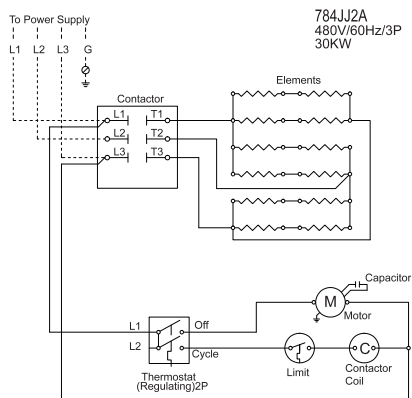 To Power Supply
L1 L2 L3 G
784JJ2A
480V/60Hz/3P
30KW
Contactor
L1 T1
L2 T2
L3 T3
Elements
Capacitor
M
Motor
L1 Off
L2 Cycle
Thermostat
(Regulating)2P
Limit
C
Contactor
Coil